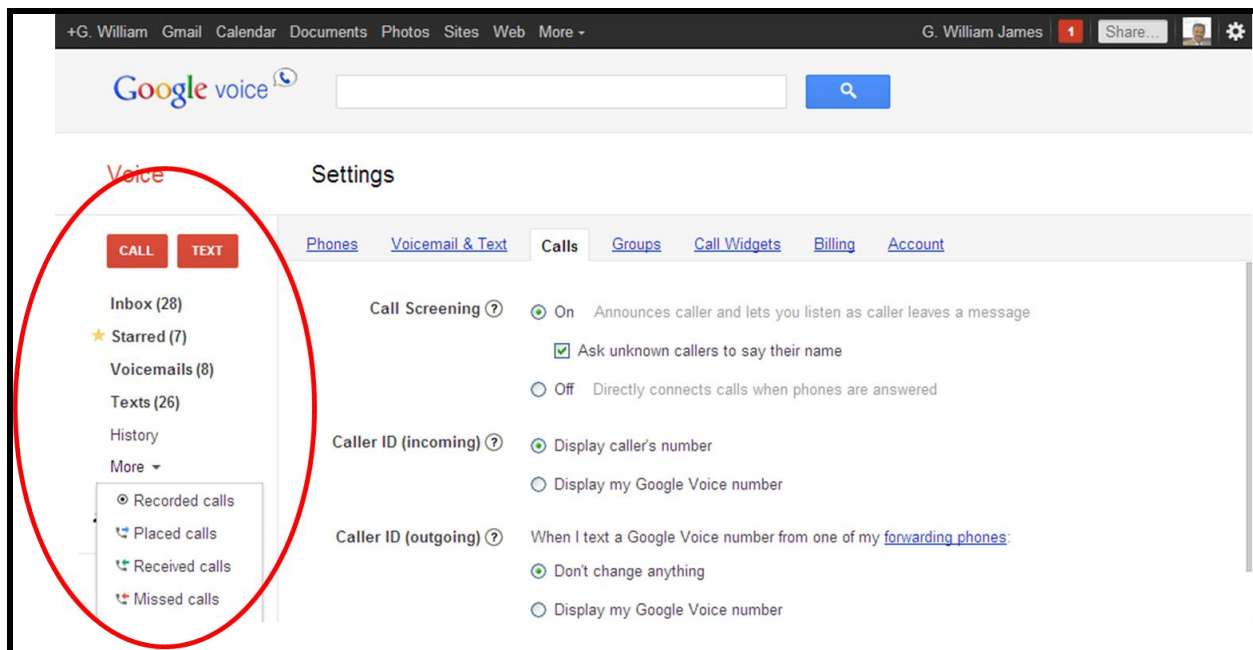 +G. William Gmail Calendar Documents Photos Sites Web More G. William James 1 Share...
Google voice
Voice Settings
CALL TEXT Phones Voicemail & Text Calls Groups Call Widgets Billing Account
Inbox (28)
Starred (7)
Voicemails (8)
Texts (26)
History
More
Recorded calls
Placed calls
Received calls
Missed calls
Call Screening ? On Announces caller and lets you listen as caller leaves a message
Ask unknown callers to say their name
Off Directly connects calls when phones are answered
Caller ID (incoming) ? Display caller's number
Display my Google Voice number
Caller ID (outgoing) ? When I text a Google Voice number from one of my forwarding phones:
Don't change anything
Display my Google Voice number